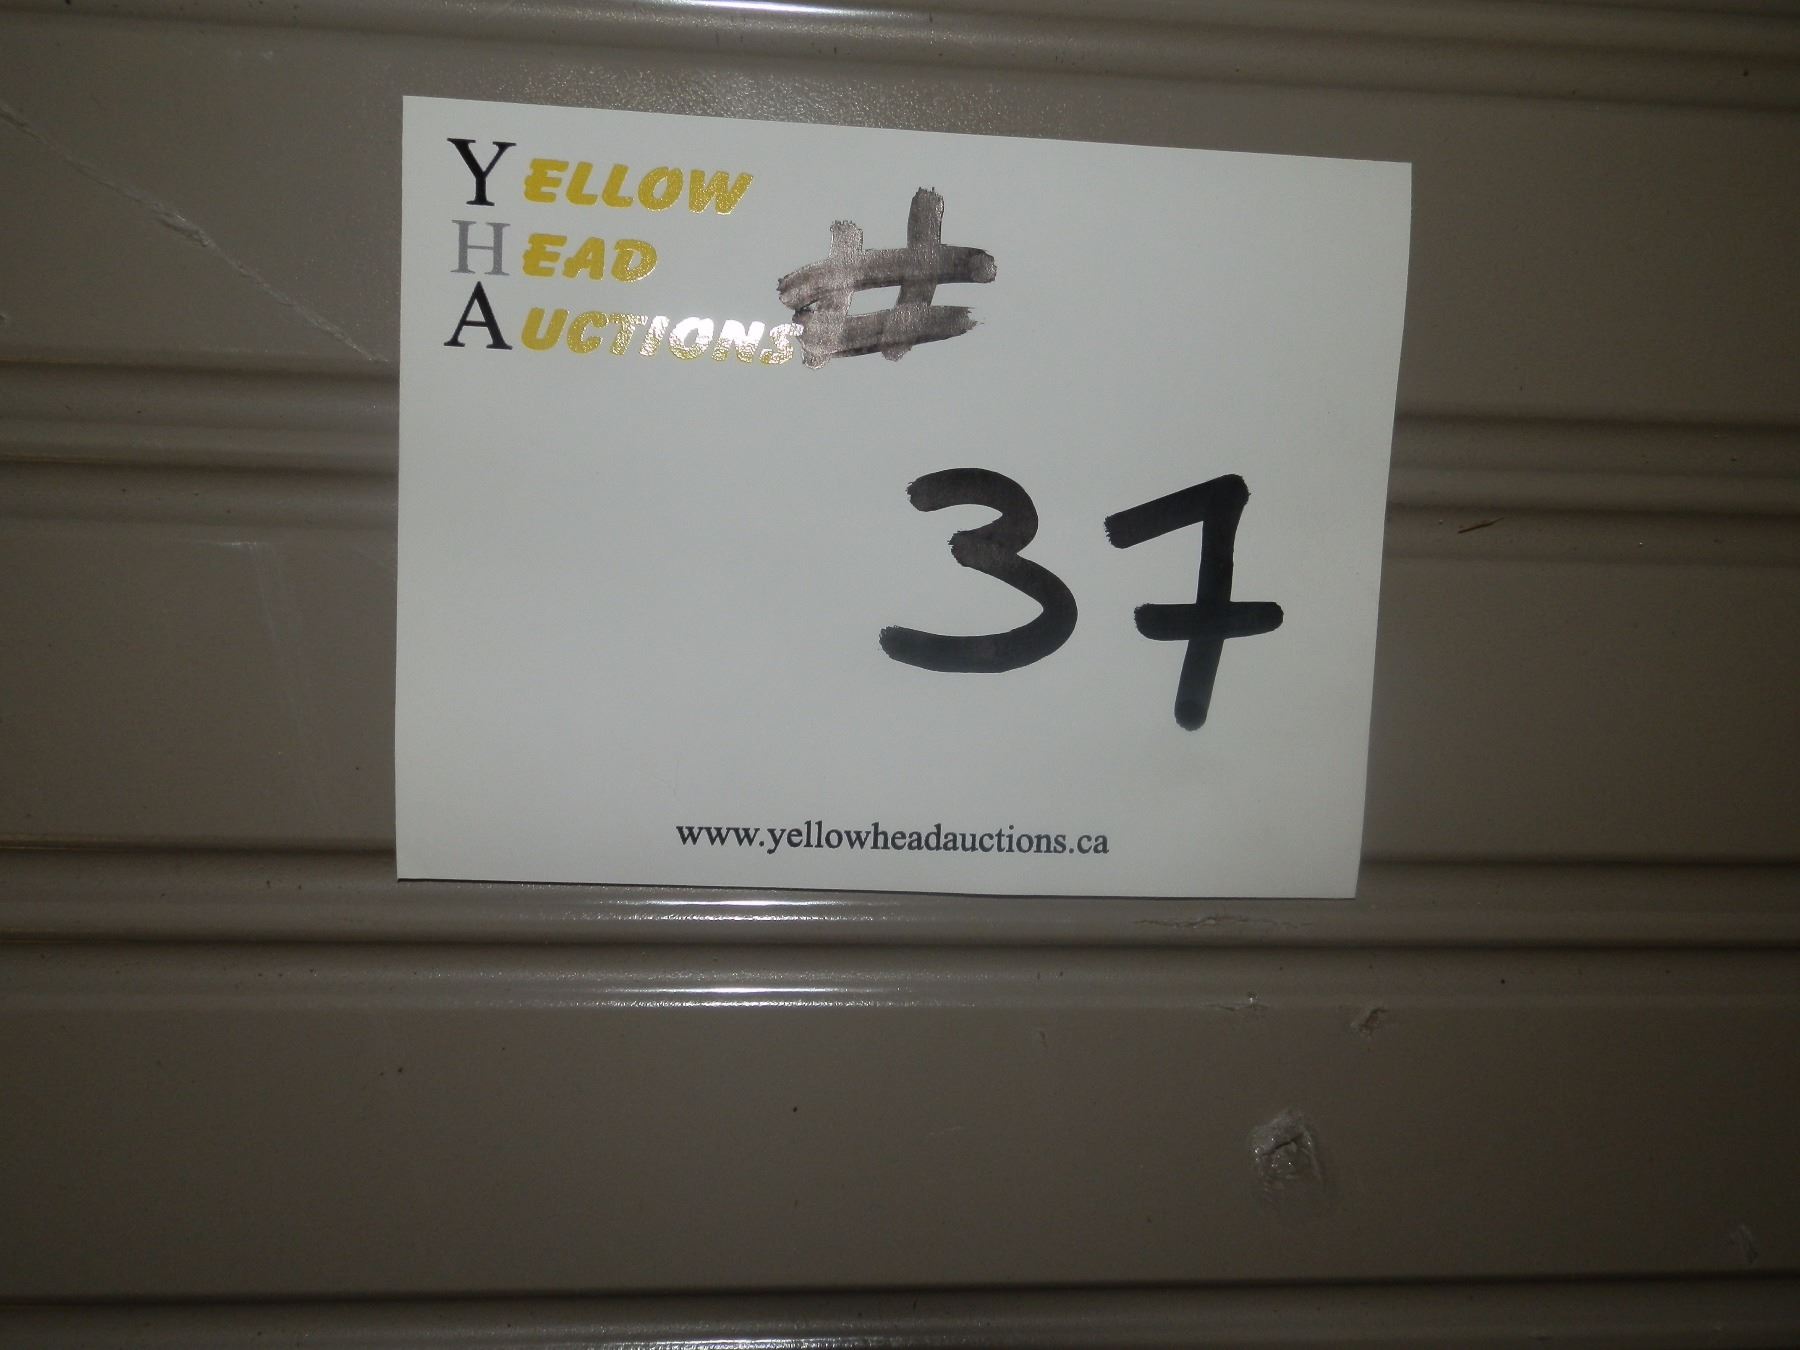 YELLOW
HEAD
AUCTIONS #
37
www.yellowheadauctions.ca